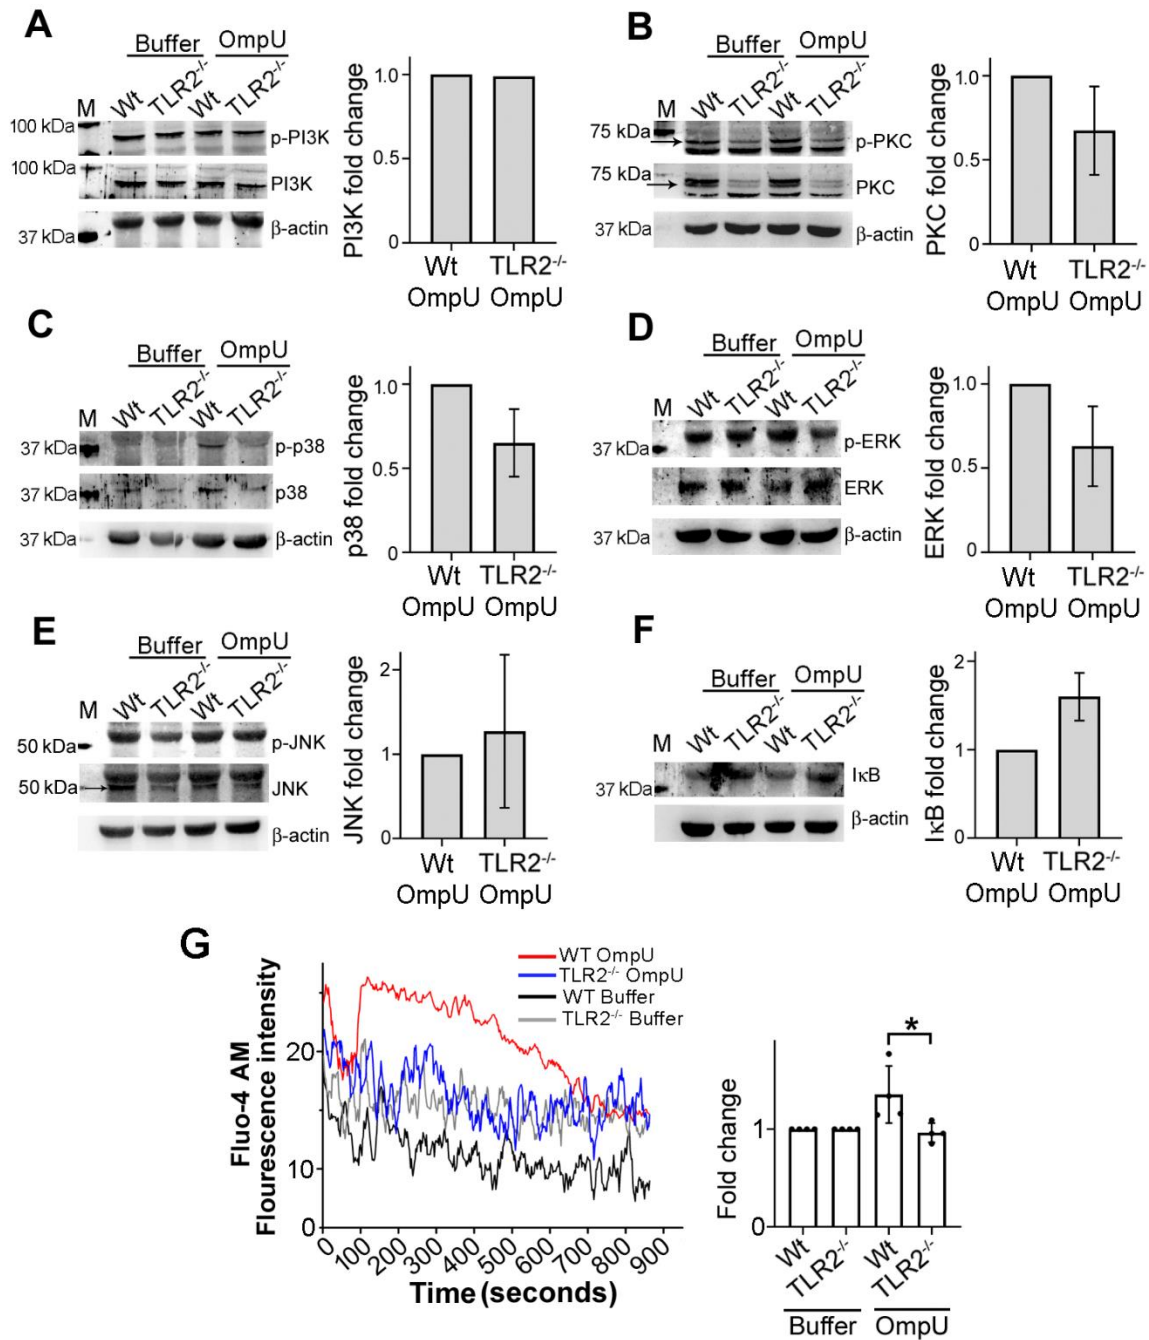 A
Buffer OmpU
M Wt TLR2-/- Wt TLR2-/-
100 kDa p-PI3K
100 kDa PI3K
37 kDa β-actin
PI3K fold change
1.0
0.5
0
Wt TLR2-/-
OmpU OmpU
B
Buffer OmpU
M Wt TLR2-/- Wt TLR2-/-
75 kDa p-PKC
75 kDa PKC
37 kDa β-actin
PKC fold change
1.0
0.5
0
Wt TLR2-/-
OmpU OmpU
C
Buffer OmpU
M Wt TLR2-/- Wt TLR2-/-
37 kDa p-p38
37 kDa p38
37 kDa β-actin
p38 fold change
1.0
0.5
0
Wt TLR2-/-
OmpU OmpU
D
Buffer OmpU
M Wt TLR2-/- Wt TLR2-/-
37 kDa p-ERK
ERK
37 kDa β-actin
ERK fold change
1.0
0.5
0
Wt TLR2-/-
OmpU OmpU
E
Buffer OmpU
M Wt TLR2-/- Wt TLR2-/-
50 kDa p-JNK
50 kDa JNK
β-actin
JNK fold change
2
1
0
Wt TLR2-/-
OmpU OmpU
F
Buffer OmpU
M Wt TLR2-/- Wt TLR2-/-
37 kDa IκB
β-actin
IκB fold change
2
1
0
Wt TLR2-/-
OmpU OmpU
G
WT OmpU
TLR2-/- OmpU
WT Buffer
TLR2-/- Buffer
Fluo-4 AM
Flourescence intensity
20
10
0
0 100 200 300 400 500 600 700 800 900
Time (seconds)
*
Fold change
1
0
Wt TLR2-/- Wt TLR2-/-
Buffer OmpU